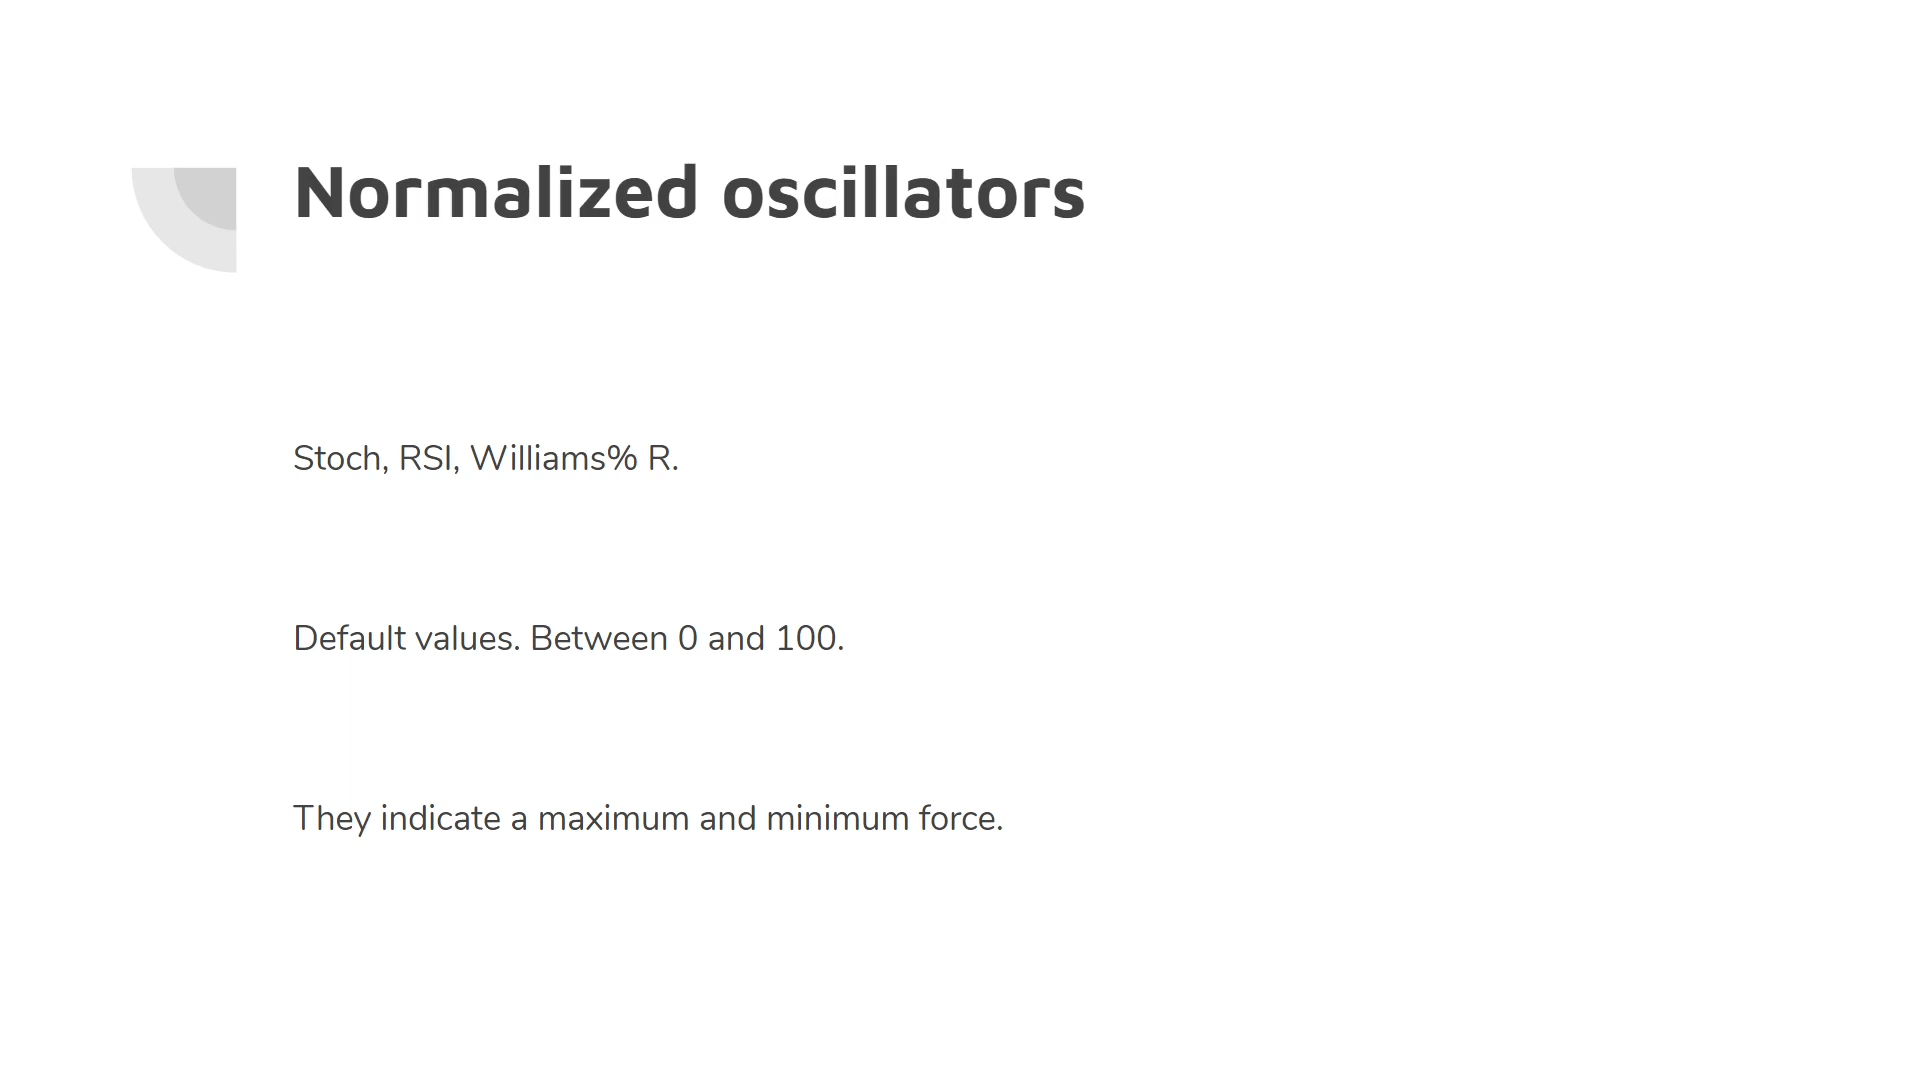 Normalized oscillators
Stoch, RSI, Williams% R.
Default values. Between 0 and 100.
They indicate a maximum and minimum force.